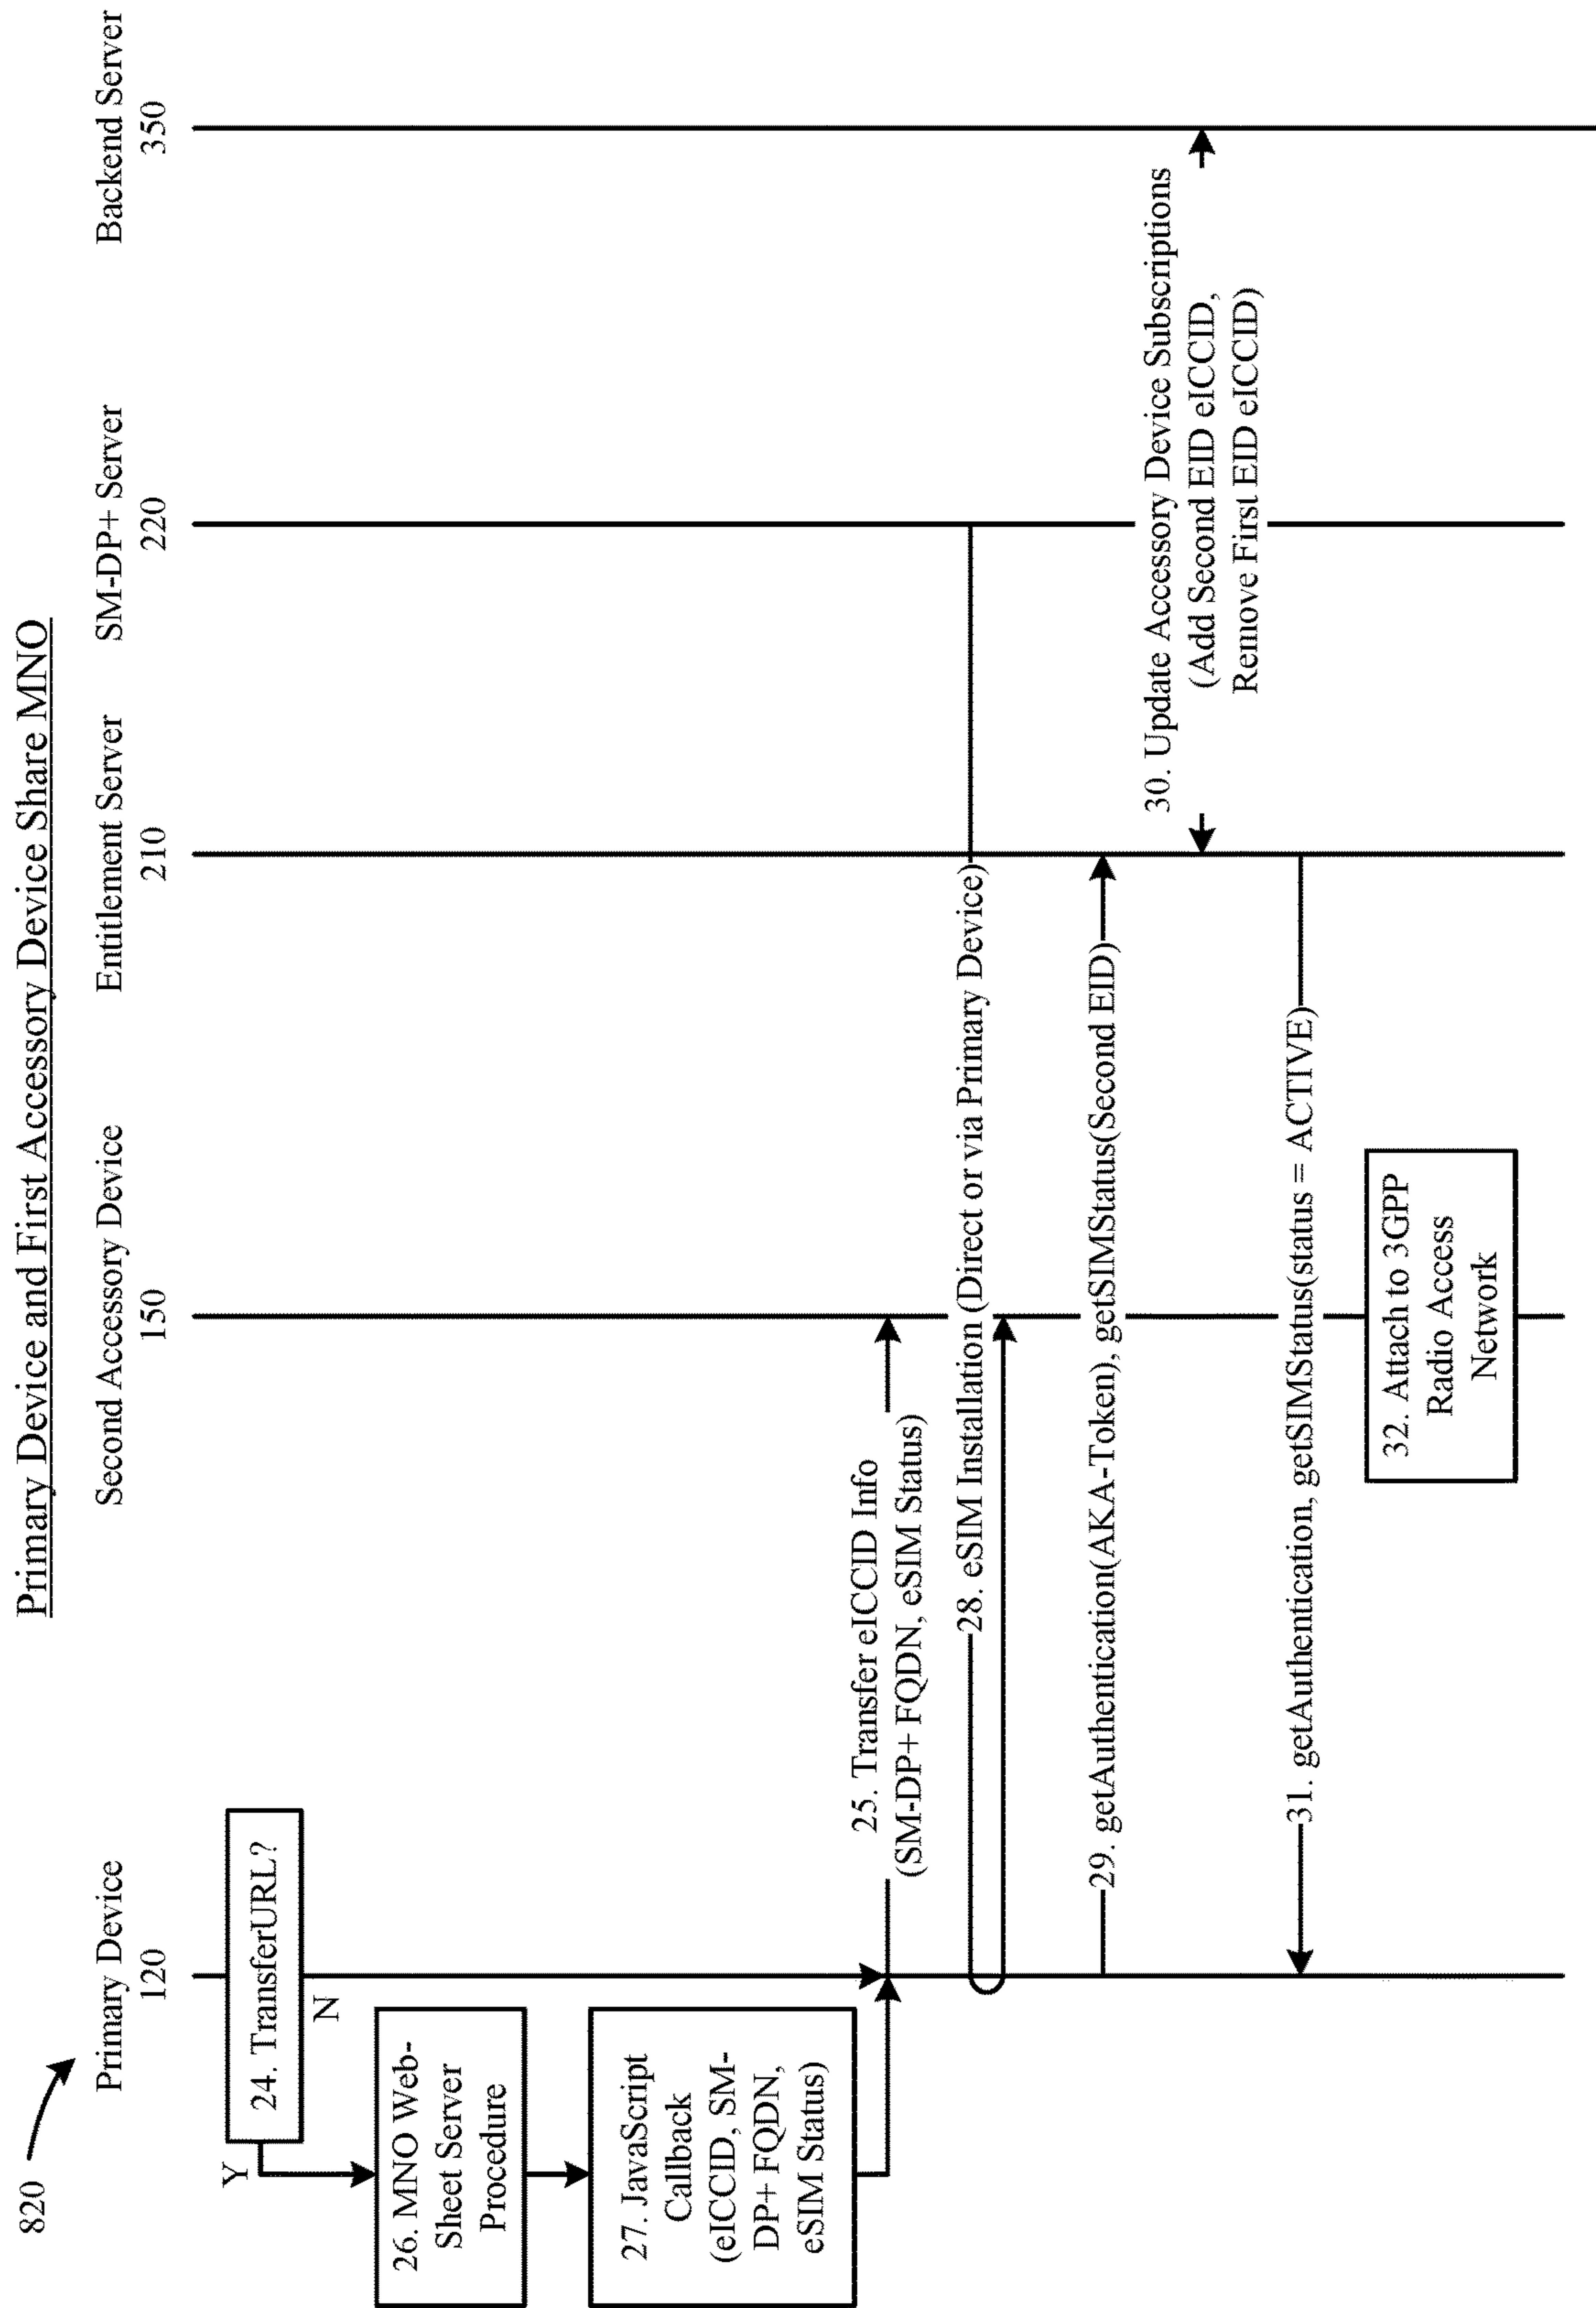 820
Primary Device and First Accessory Device Share MNO
Primary Device
120
Second Accessory Device
150
Entitlement Server
210
SM-DP+ Server
220
Backend Server
350
24. TransferURL?
Y
N
26. MNO Web-
Sheet Server
Procedure
27. JavaScript
Callback
(eICCID, SM-
DP+ FQDN,
eSIM Status)
25. Transfer eICCID Info
(SM-DP+ FQDN, eSIM Status)
28. eSIM Installation (Direct or via Primary Device)
29. getAuthentication(AKA-Token), getSIMStatus(Second EID)
30. Update Accessory Device Subscriptions
(Add Second EID eICCID,
Remove First EID eICCID)
31. getAuthentication, getSIMStatus(status = ACTIVE)
32. Attach to 3GPP
Radio Access
Network